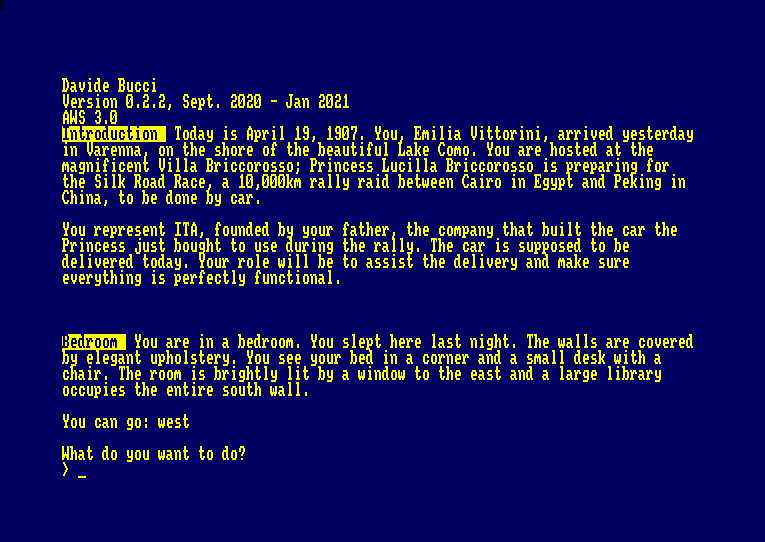 Davide Bucci
Version 0.2.2, Sept. 2020 - Jan 2021
AWS 3.0
Introduction Today is April 19, 1907. You, Emilia Vittorini, arrived yesterday
in Varenna, on the shore of the beautiful Lake Como. You are hosted at the
magnificent Villa Briccorosso; Princess Lucilla Briccorosso is preparing for
the Silk Road Race, a 10,000km rally raid between Cairo in Egypt and Peking in
China, to be done by car.
You represent ITA, founded by your father, the company that built the car the
Princess just bought to use during the rally. The car is supposed to be
delivered today. Your role will be to assist the delivery and make sure
everything is perfectly functional.
Bedroom You are in a bedroom. You slept here last night. The walls are covered
by elegant upholstery. You see your bed in a corner and a small desk with a
chair. The room is brightly lit by a window to the east and a large library
occupies the entire south wall.
You can go: west
What do you want to do?
> _